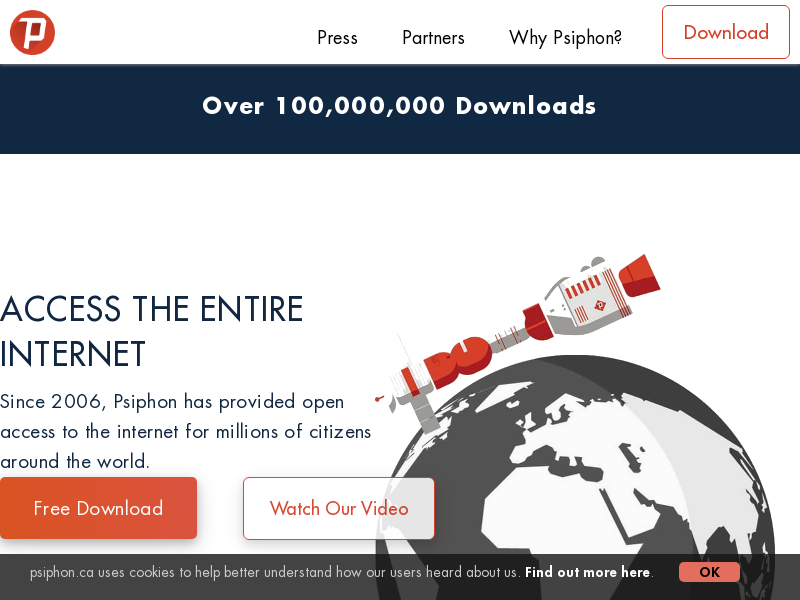 Press Partners Why Psiphon? Download
Over 100,000,000 Downloads
ACCESS THE ENTIRE
INTERNET
Since 2006, Psiphon has provided open
access to the internet for millions of citizens
around the world.
Free Download Watch Our Video
psiphon.ca uses cookies to help better understand how our users heard about us. Find out more here. OK